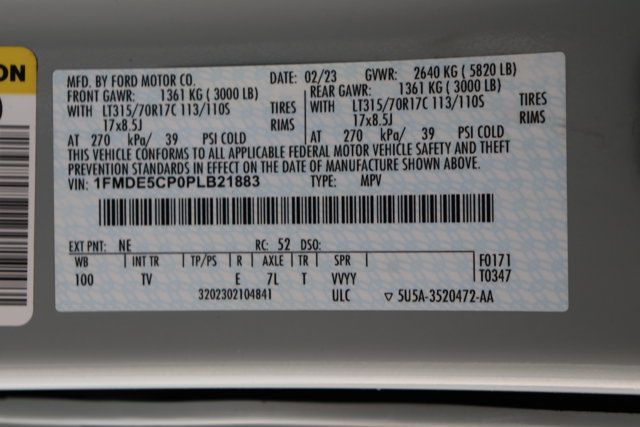 ON
MFD. BY FORD MOTOR CO. DATE: 02/23 GVWR: 2640 KG ( 5820 LB)
FRONT GAWR: 1361 KG ( 3000 LB) REAR GAWR: 1361 KG ( 3000 LB)
WITH LT315/70R17C 113/110S TIRES WITH LT315/70R17C 113/110S TIRES
17x8.5J RIMS 17x8.5J RIMS
AT 270 kPa/ 39 PSI COLD AT 270 kPa/ 39 PSI COLD
THIS VEHICLE CONFORMS TO ALL APPLICABLE FEDERAL MOTOR VEHICLE SAFETY AND THEFT
PREVENTION STANDARDS IN EFFECT ON THE DATE OF MANUFACTURE SHOWN ABOVE.
VIN: 1FMDE5CP0PLB21883 TYPE: MPV
EXT PNT: NE RC: 52 DSO:
WB INT TR TP/PS R AXLE TR SPR F0171
100 TV E 7L T VVYY T0347
3202302104841 ULC ▽ 5U5A-3520472-AA